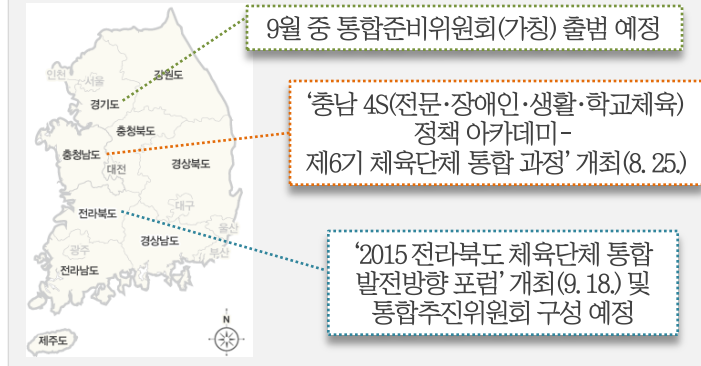 9월 중 통합준비위원회(가칭) 출범 예정
인천
서울
강원도
경기도
‘충남 4S(전문·장애인·생활·학교체육)
정책 아카데미-
제6기 체육단체 통합 과정’ 개최(8. 25.)
충청북도
충청남도
대전
경상북도
전라북도
대구
울산
경상남도
부산
광주
전라남도
‘2015 전라북도 체육단체 통합
발전방향 포럼’ 개최(9. 18.) 및
통합추진위원회 구성 예정
N
제주도